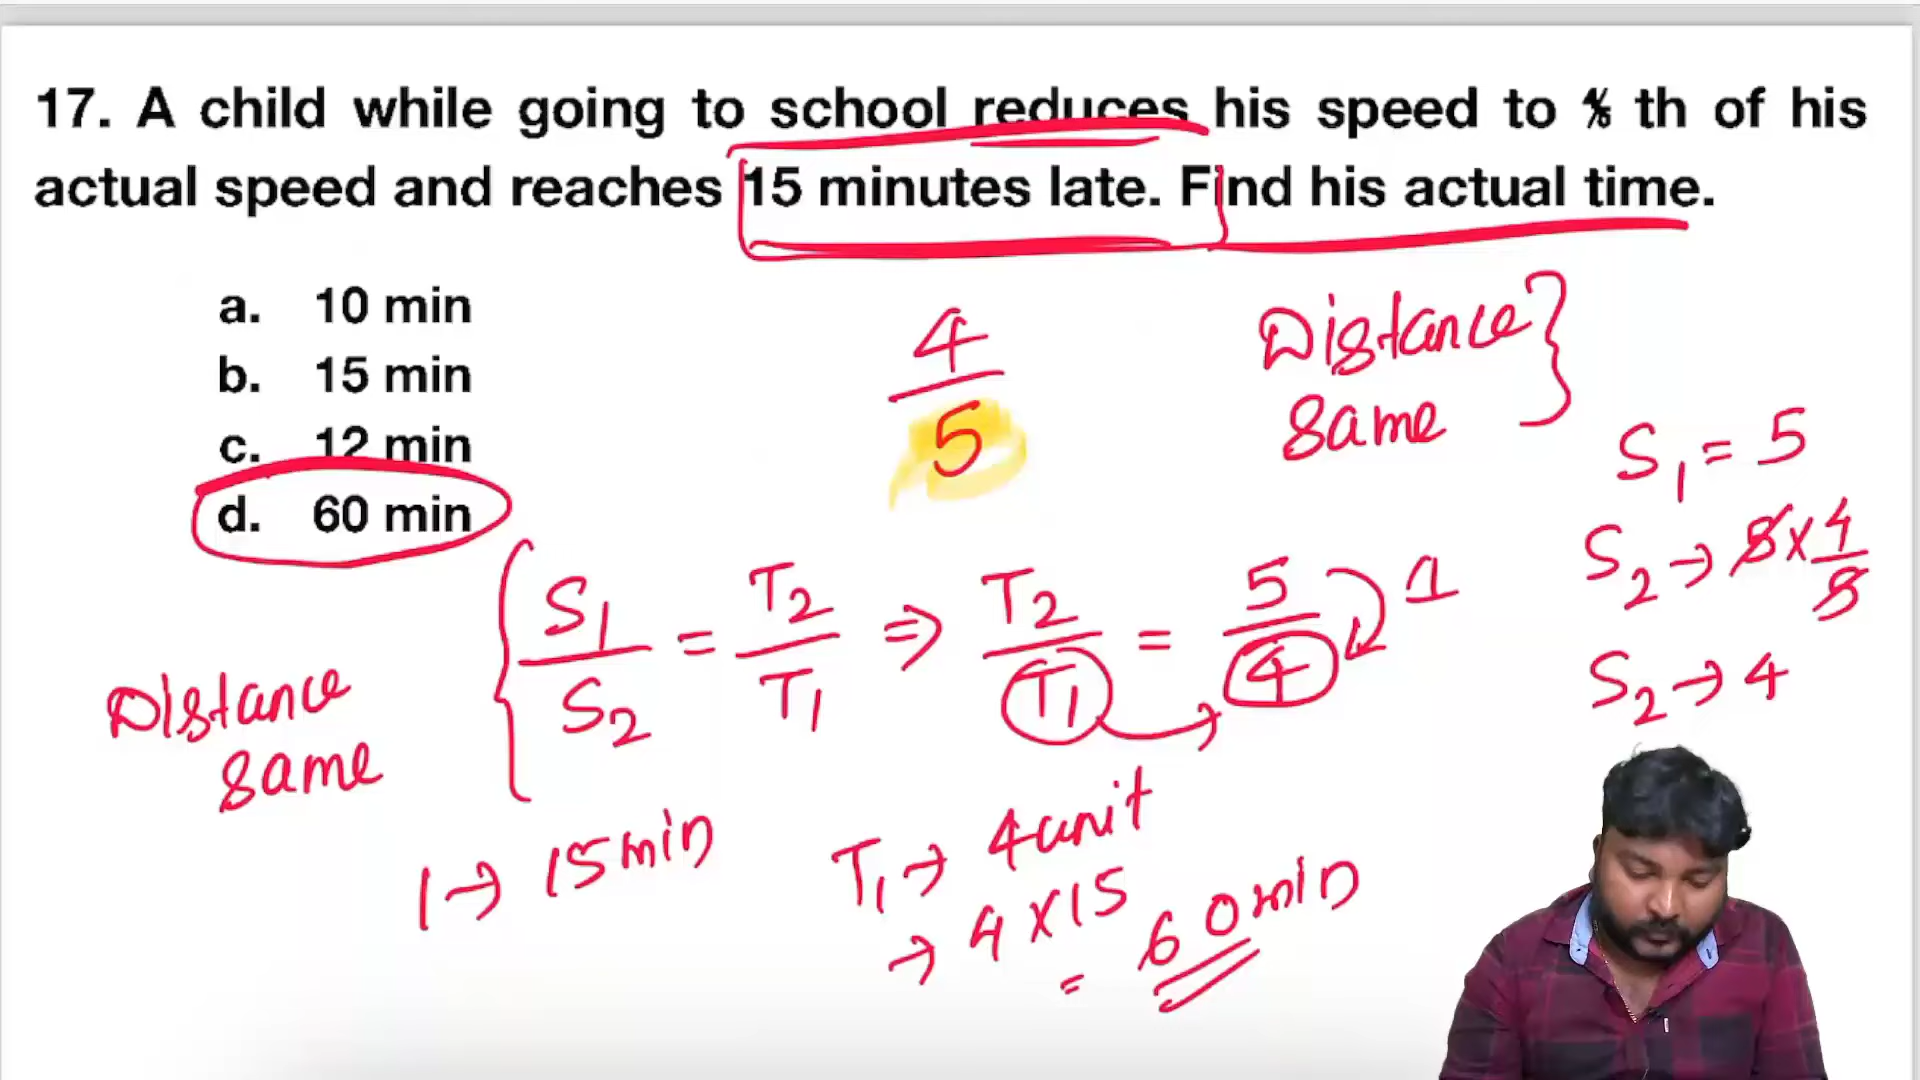 17. A child while going to school reduces his speed to ⅘ th of his
actual speed and reaches 15 minutes late. Find his actual time.
a. 10 min
b. 15 min
c. 12 min
d. 60 min
4/5
Distance
same
S₁ = 5
S₂ → 5 × 4/5
S₂ → 4
Distance
same
S₁/S₂ = T₂/T₁ ⇒ T₂/T₁ = 5/4 1
1 → 15 min
T₁ → 4 unit
→ 4 × 15
= 60 min